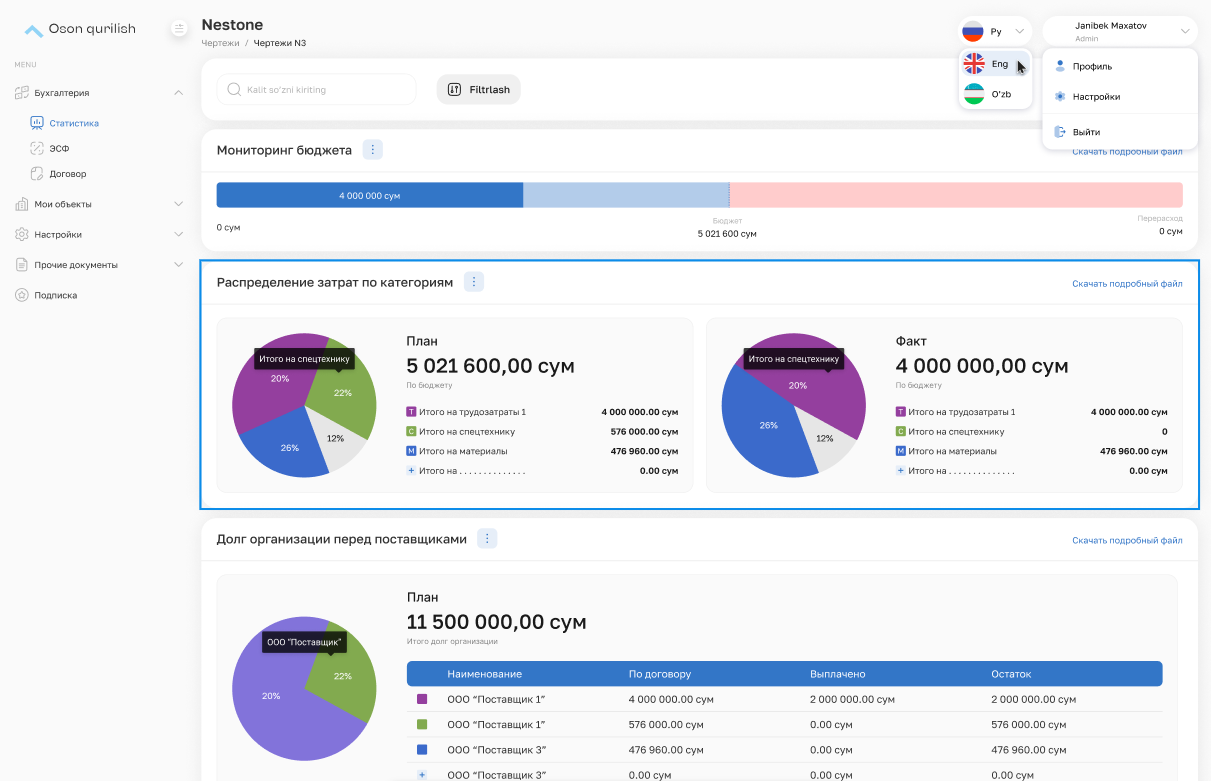 Oson qurilish
MENU
Бухгалтерия
Статистика
ЭСФ
Договор
Мои объекты
Настройки
Прочие документы
Подписка
Nestone
Чертежи / Чертежи N3
Ру
Eng
O'zb
Janibek Maxatov
Admin
Профиль
Настройки
Выйти
Kalit so'zni kiriting
Filtrlash
Мониторинг бюджета
Скачать подробный файл
4 000 000 сум
0 сум
Бюджет
5 021 600 сум
Перерасход
0 сум
Распределение затрат по категориям
Скачать подробный файл
Итого на спецтехнику
20%
22%
12%
26%
План
5 021 600,00 сум
По бюджету
Т Итого на трудозатраты 1 4 000 000.00 сум
С Итого на спецтехнику 576 000.00 сум
М Итого на материалы 476 960.00 сум
+ Итого на . . . . . . . . . . . . . . 0.00 сум
Итого на спецтехнику
20%
26%
12%
Факт
4 000 000,00 сум
По бюджету
Т Итого на трудозатраты 1 4 000 000.00 сум
С Итого на спецтехнику 0
М Итого на материалы 476 960.00 сум
+ Итого на . . . . . . . . . . . . . . 0.00 сум
Долг организации перед поставщиками
Скачать подробный файл
ООО “Поставщик”
22%
20%
План
11 500 000,00 сум
Итого долг организации
Наименование По договору Выплачено Остаток
ООО “Поставщик 1” 4 000 000.00 сум 2 000 000.00 сум 2 000 000.00 сум
ООО “Поставщик 1” 576 000.00 сум 0.00 сум 576 000.00 сум
ООО “Поставщик 3” 476 960.00 сум 0.00 сум 476 960.00 сум
+ ООО “Поставщик 3” 0.00 сум 0.00 сум 0.00 сум